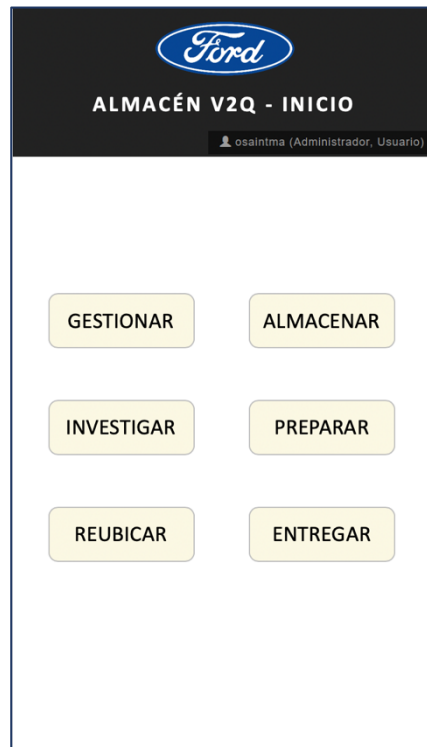 Ford
ALMACÉN V2Q - INICIO
osaintma (Administrador, Usuario)
GESTIONAR
ALMACENAR
INVESTIGAR
PREPARAR
REUBICAR
ENTREGAR